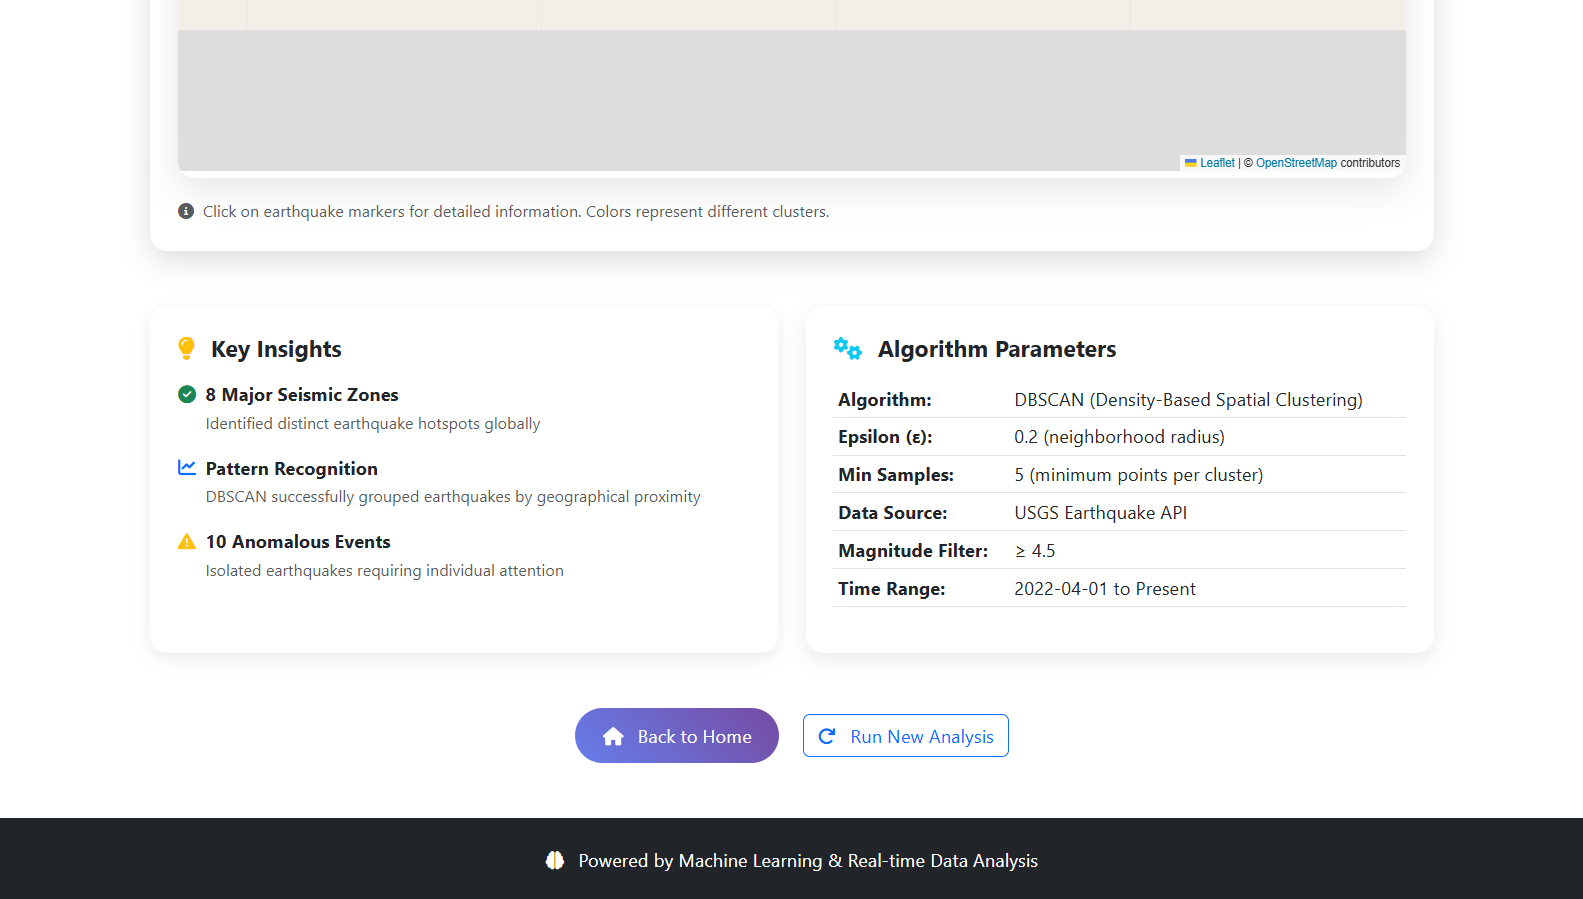 Leaflet | © OpenStreetMap contributors
Click on earthquake markers for detailed information. Colors represent different clusters.
Key Insights
8 Major Seismic Zones
Identified distinct earthquake hotspots globally
Pattern Recognition
DBSCAN successfully grouped earthquakes by geographical proximity
10 Anomalous Events
Isolated earthquakes requiring individual attention
Algorithm Parameters
Algorithm: DBSCAN (Density-Based Spatial Clustering)
Epsilon (ε): 0.2 (neighborhood radius)
Min Samples: 5 (minimum points per cluster)
Data Source: USGS Earthquake API
Magnitude Filter: ≥ 4.5
Time Range: 2022-04-01 to Present
Back to Home
Run New Analysis
Powered by Machine Learning & Real-time Data Analysis